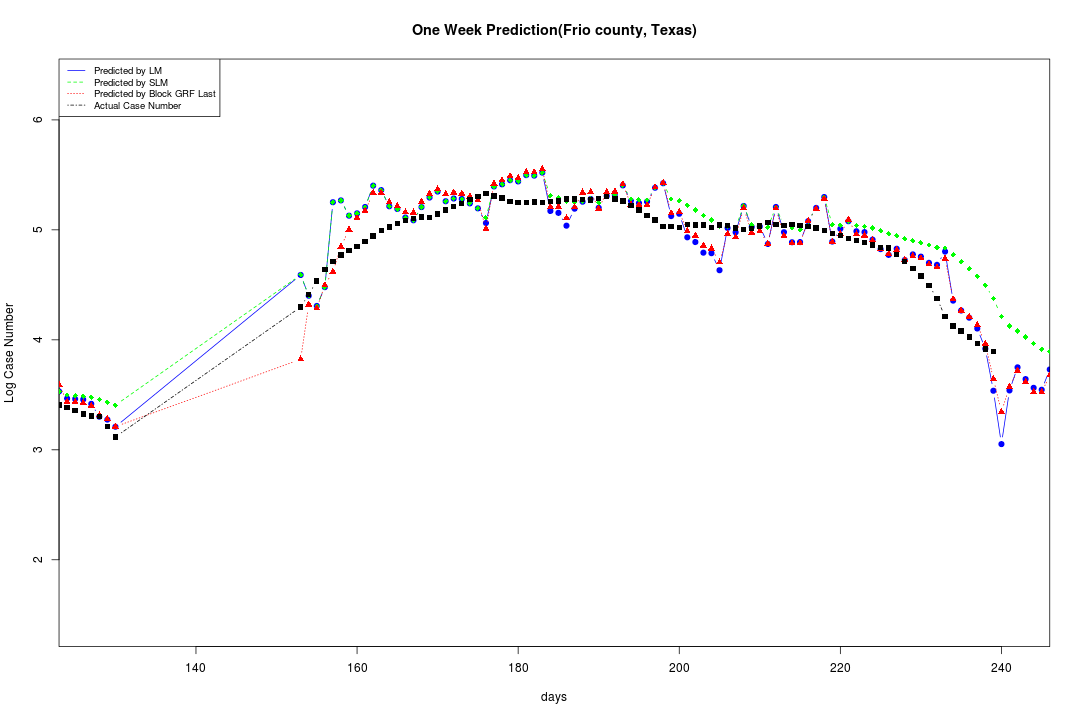 One Week Prediction(Frio county, Texas)
Predicted by LM
Predicted by SLM
Predicted by Block GRF Last
Actual Case Number
6
5
4
3
2
Log Case Number
140 160 180 200 220 240
days